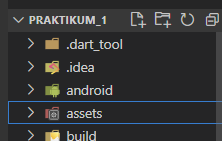 PRAKTIKUM_1
.dart_tool
.idea
android
assets
build